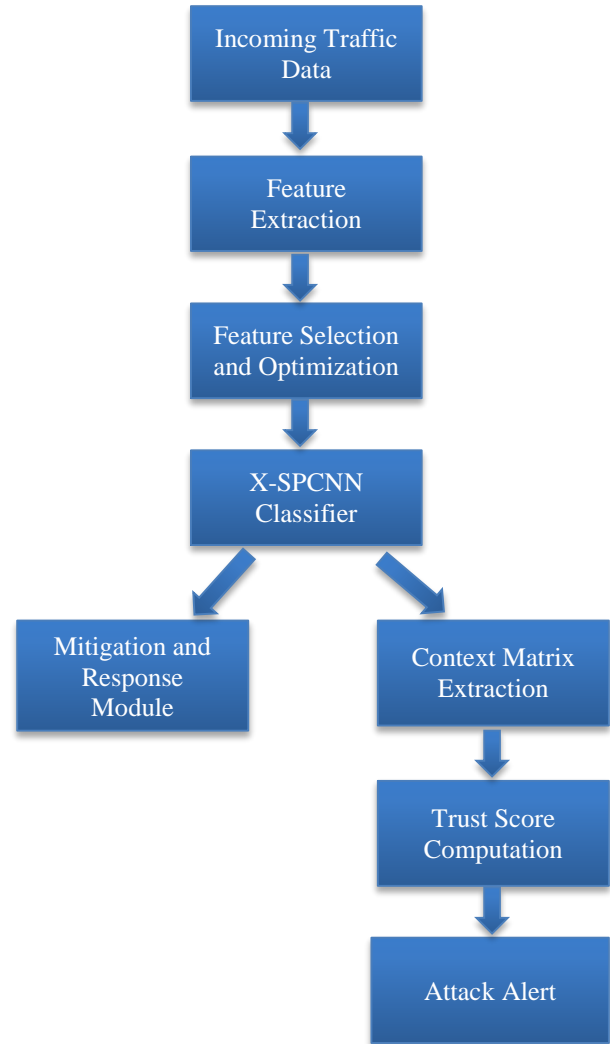 Incoming Traffic
Data
Feature
Extraction
Feature Selection
and Optimization
X-SPCNN
Classifier
Mitigation and
Response
Module
Context Matrix
Extraction
Trust Score
Computation
Attack Alert